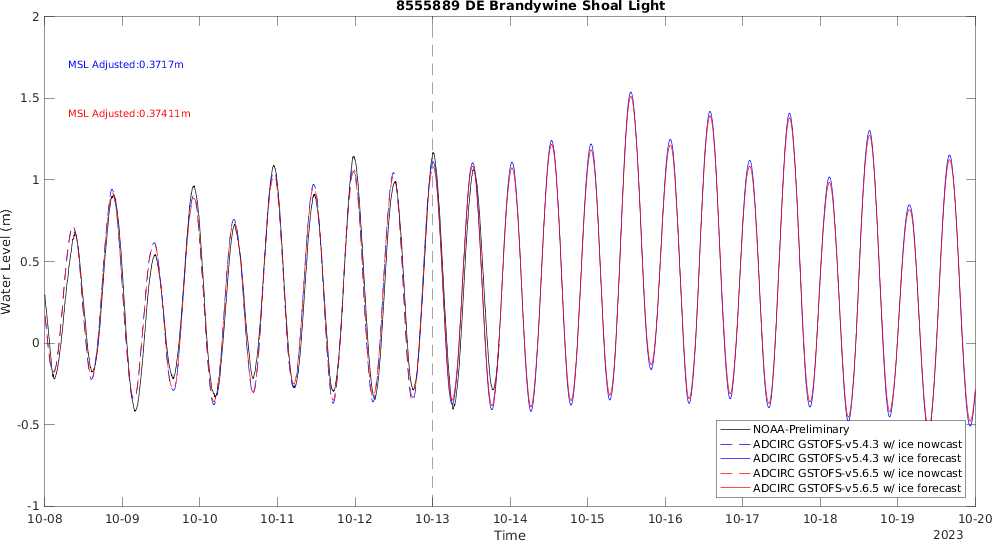 8555889 DE Brandywine Shoal Light
2
MSL Adjusted:0.3717m
1.5
MSL Adjusted:0.37411m
1
Water Level (m)
0.5
0
-0.5
NOAA-Preliminary
ADCIRC GSTOFS-v5.4.3 w/ ice nowcast
ADCIRC GSTOFS-v5.4.3 w/ ice forecast
ADCIRC GSTOFS-v5.6.5 w/ ice nowcast
ADCIRC GSTOFS-v5.6.5 w/ ice forecast
-1
10-08 10-09 10-10 10-11 10-12 10-13 10-14 10-15 10-16 10-17 10-18 10-19 10-20
Time
2023